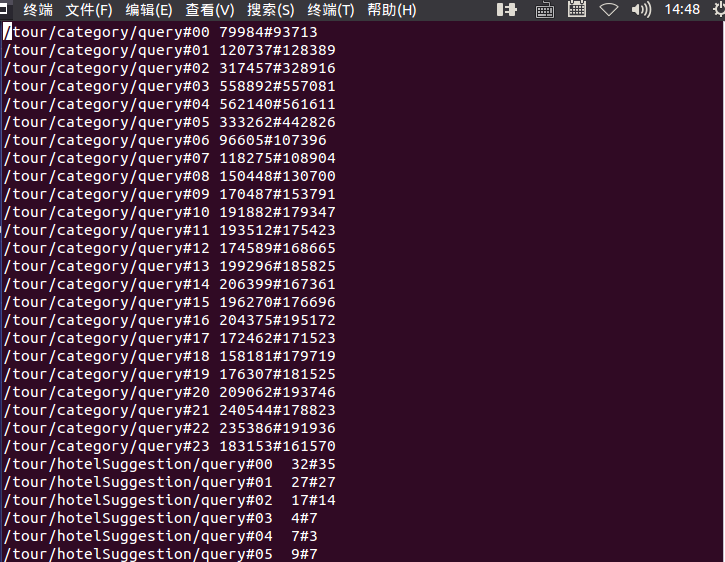 终端 文件(F) 编辑(E) 查看(V) 搜索(S) 终端(T) 帮助(H) 14:48
/tour/category/query#00 79984#93713
/tour/category/query#01 120737#128389
/tour/category/query#02 317457#328916
/tour/category/query#03 558892#557081
/tour/category/query#04 562140#561611
/tour/category/query#05 333262#442826
/tour/category/query#06 96605#107396
/tour/category/query#07 118275#108904
/tour/category/query#08 150448#130700
/tour/category/query#09 170487#153791
/tour/category/query#10 191882#179347
/tour/category/query#11 193512#175423
/tour/category/query#12 174589#168665
/tour/category/query#13 199296#185825
/tour/category/query#14 206399#167361
/tour/category/query#15 196270#176696
/tour/category/query#16 204375#195172
/tour/category/query#17 172462#171523
/tour/category/query#18 158181#179719
/tour/category/query#19 176307#181525
/tour/category/query#20 209062#193746
/tour/category/query#21 240544#178823
/tour/category/query#22 235386#191936
/tour/category/query#23 183153#161570
/tour/hotelSuggestion/query#00  32#35
/tour/hotelSuggestion/query#01  27#27
/tour/hotelSuggestion/query#02  17#14
/tour/hotelSuggestion/query#03  4#7
/tour/hotelSuggestion/query#04  7#3
/tour/hotelSuggestion/query#05  9#7